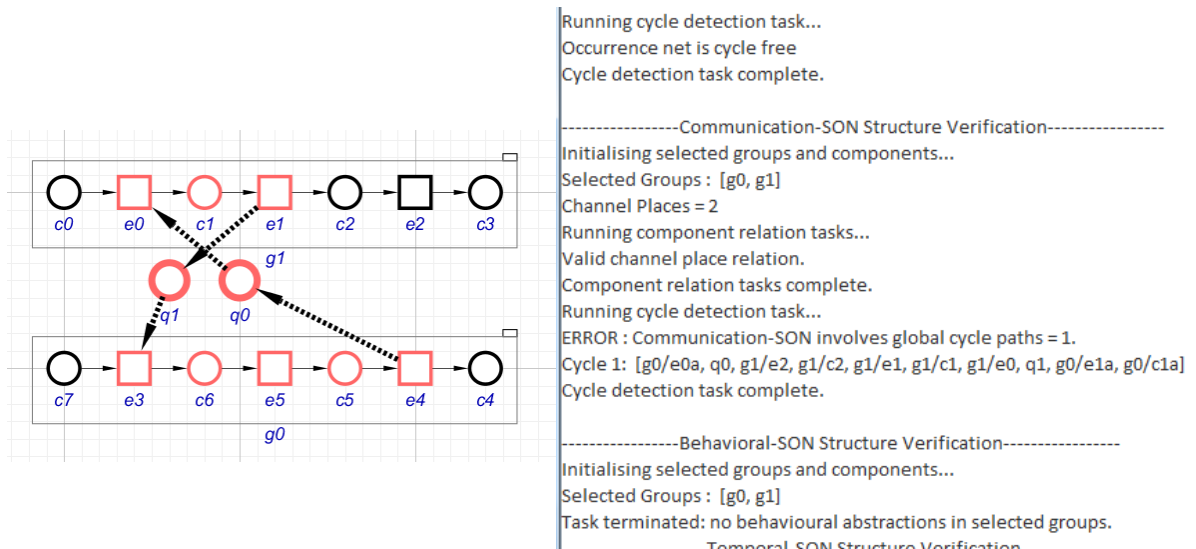 c0
e0
c1
e1
c2
e2
c3
g1
q1
q0
c7
e3
c6
e5
c5
e4
c4
g0
Running cycle detection task...
Occurrence net is cycle free
Cycle detection task complete.
-----------------Communication-SON Structure Verification-----------------
Initialising selected groups and components...
Selected Groups : [g0, g1]
Channel Places = 2
Running component relation tasks...
Valid channel place relation.
Component relation tasks complete.
Running cycle detection task...
ERROR : Communication-SON involves global cycle paths = 1.
Cycle 1: [g0/e0a, q0, g1/e2, g1/c2, g1/e1, g1/c1, g1/e0, q1, g0/e1a, g0/c1a]
Cycle detection task complete.
-----------------Behavioral-SON Structure Verification-----------------
Initialising selected groups and components...
Selected Groups : [g0, g1]
Task terminated: no behavioural abstractions in selected groups.
-----------------Temporal-SON Structure Verification-----------------